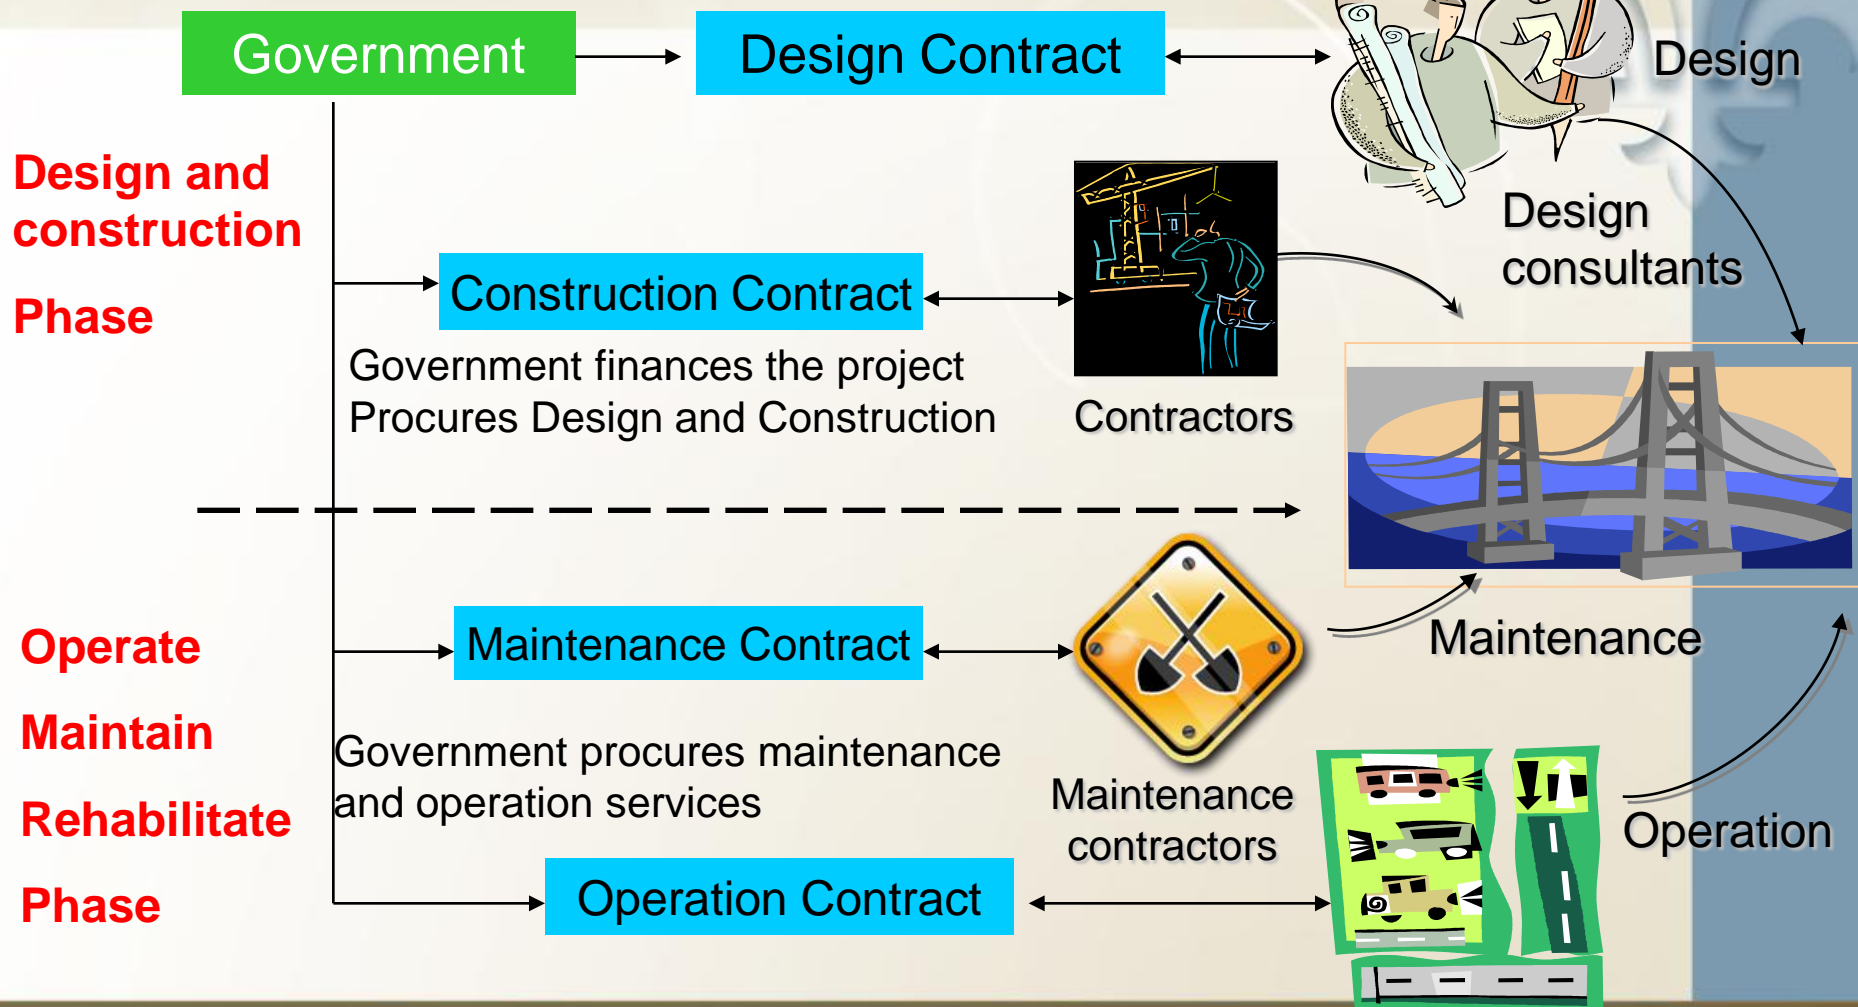 Government
Design Contract
Design
Design and
construction
Phase
Design
consultants
Construction Contract
Government finances the project
Procures Design and Construction
Contractors
Operate
Maintain
Rehabilitate
Phase
Maintenance Contract
Maintenance
Government procures maintenance
and operation services
Maintenance
contractors
Operation
Operation Contract